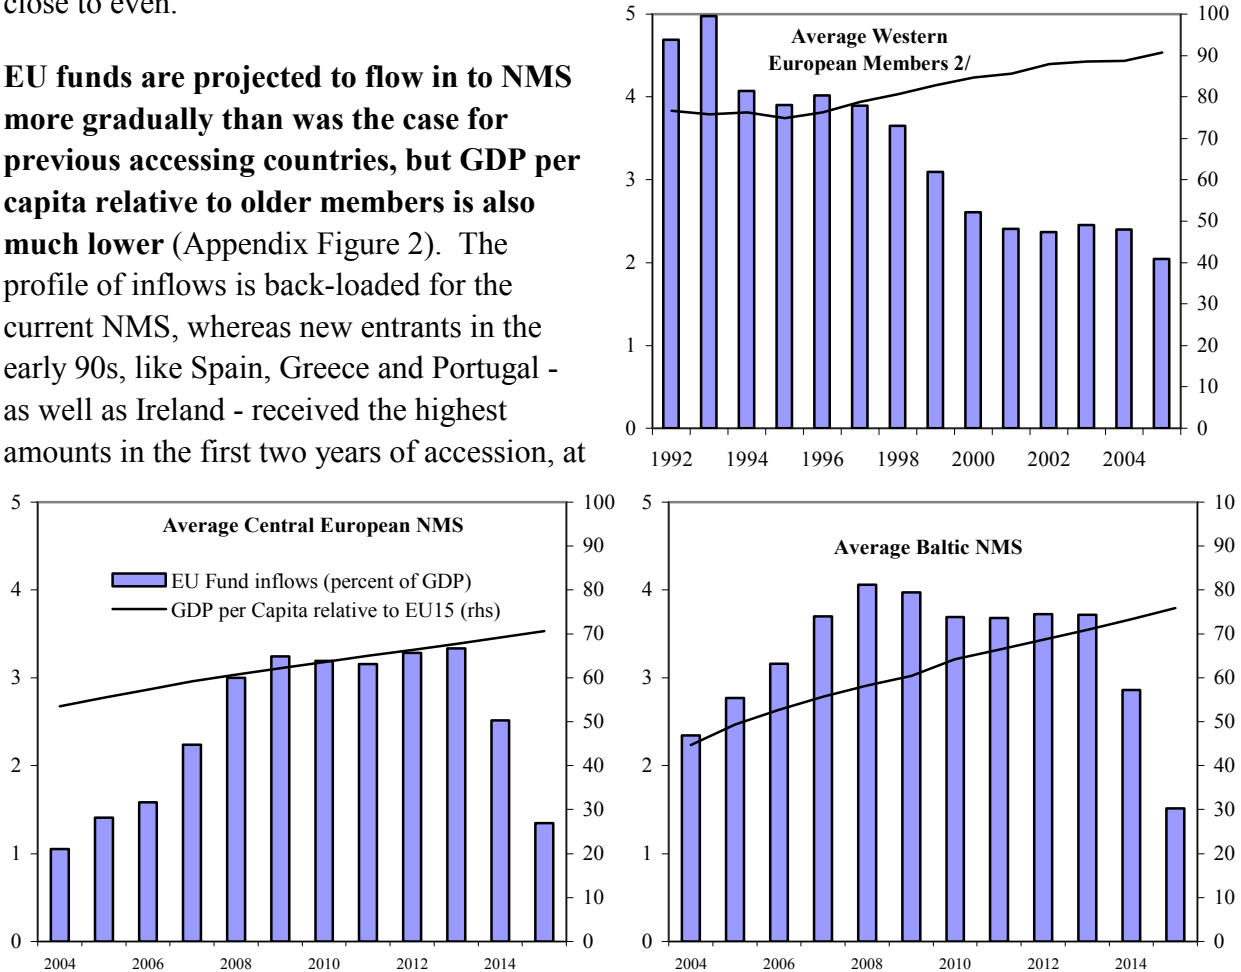 close to even.
EU funds are projected to flow in to NMS
more gradually than was the case for
previous accessing countries, but GDP per
capita relative to older members is also
much lower (Appendix Figure 2).  The
profile of inflows is back-loaded for the
current NMS, whereas new entrants in the
early 90s, like Spain, Greece and Portugal -
as well as Ireland - received the highest
amounts in the first two years of accession, at
Average Western
European Members 2/
5
4
3
2
1
0
100
90
80
70
60
50
40
30
20
10
0
1992 1994 1996 1998 2000 2002 2004
Average Central European NMS
EU Fund inflows (percent of GDP)
GDP per Capita relative to EU15 (rhs)
5
4
3
2
1
0
100
90
80
70
60
50
40
30
20
10
0
2004 2006 2008 2010 2012 2014
Average Baltic NMS
5
4
3
2
1
0
10
90
80
70
60
50
40
30
20
10
0
2004 2006 2008 2010 2012 2014